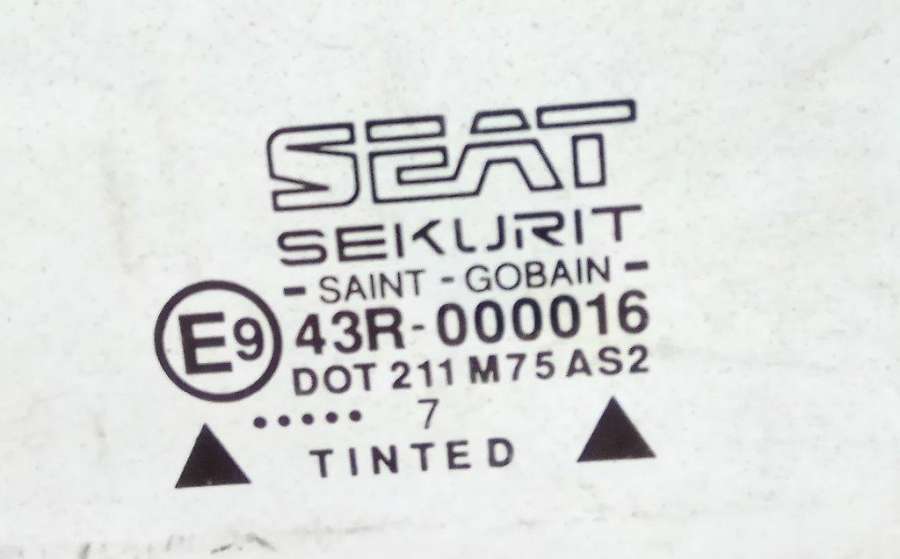 SEAT
SEKURIT
- SAINT - GOBAIN -
E9 43R-000016
DOT 211 M75 AS2
..... 7
TINTED